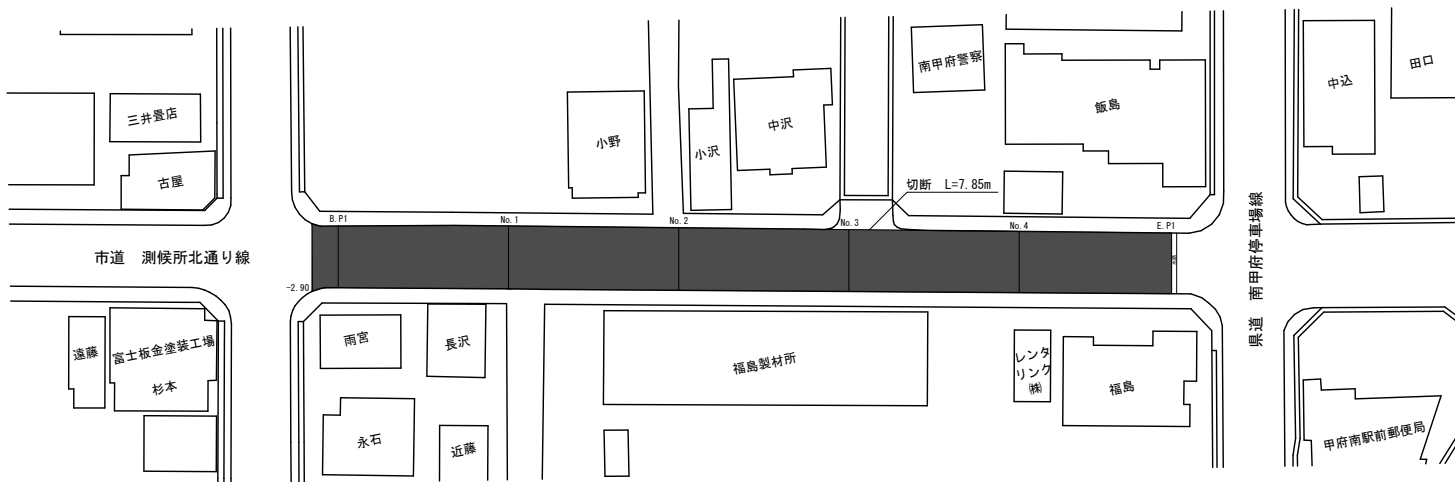 南甲府警察
田口
中込
飯島
三井畳店
中沢
小野
小沢
古屋
切断 L=7.85m
B.P1
No.1
No.2
No.3
No.4
E.P1
市道 測候所北通り線
県道 南甲府停車場線
-2.90
雨宮
長沢
遠藤
富士板金塗装工場
杉本
福島製材所
レンタ
リング
㈱
福島
永石
近藤
甲府南駅前郵便局